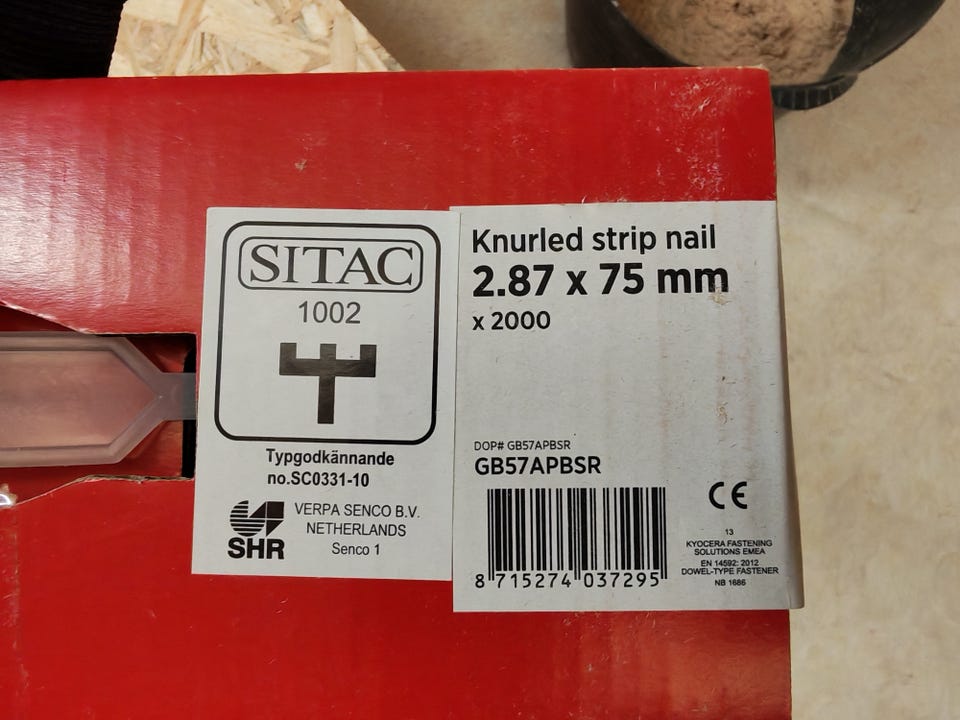 SITAC
1002
Typgodkännande
no.SC0331-10
SHR
VERPA SENCO B.V.
NETHERLANDS
Senco 1
Knurled strip nail
2.87 x 75 mm
x 2000
DOP# GB57APBSR
GB57APBSR
8 715274 037295
CE
13
KYOCERA FASTENING
SOLUTIONS EMEA
EN 14592: 2012
DOWEL-TYPE FASTENER
NB 1686